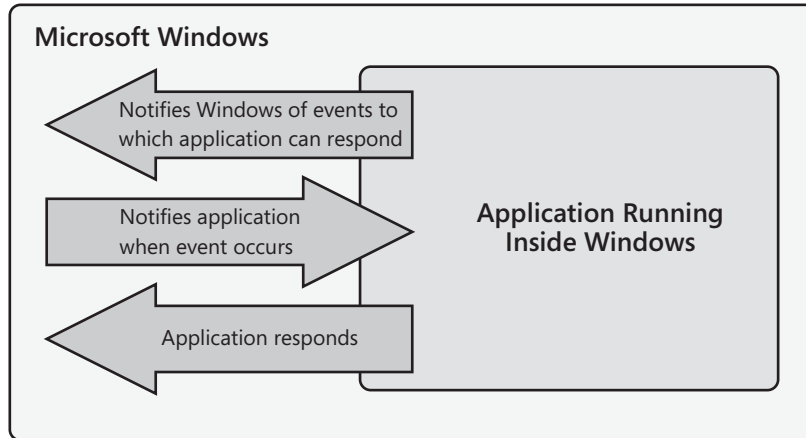 Microsoft Windows
Notifies Windows of events to
which application can respond
Notifies application
when event occurs
Application responds
Application Running
Inside Windows